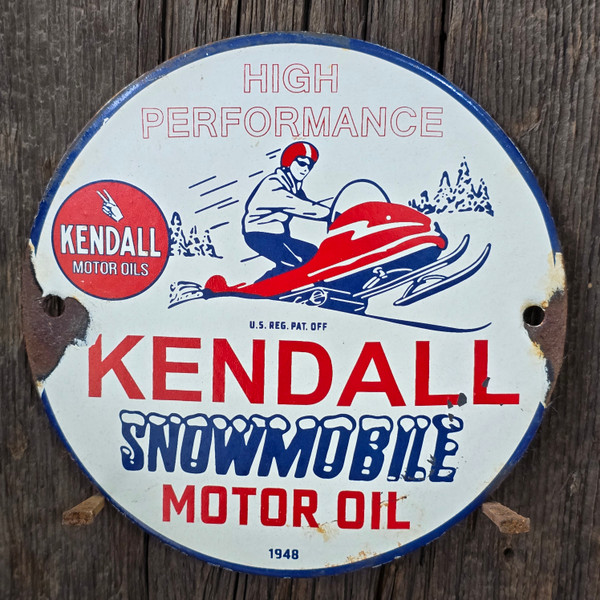 HIGH
PERFORMANCE
KENDALL
MOTOR OILS
U.S. REG. PAT. OFF
KENDALL
SNOWMOBILE
MOTOR OIL
1948